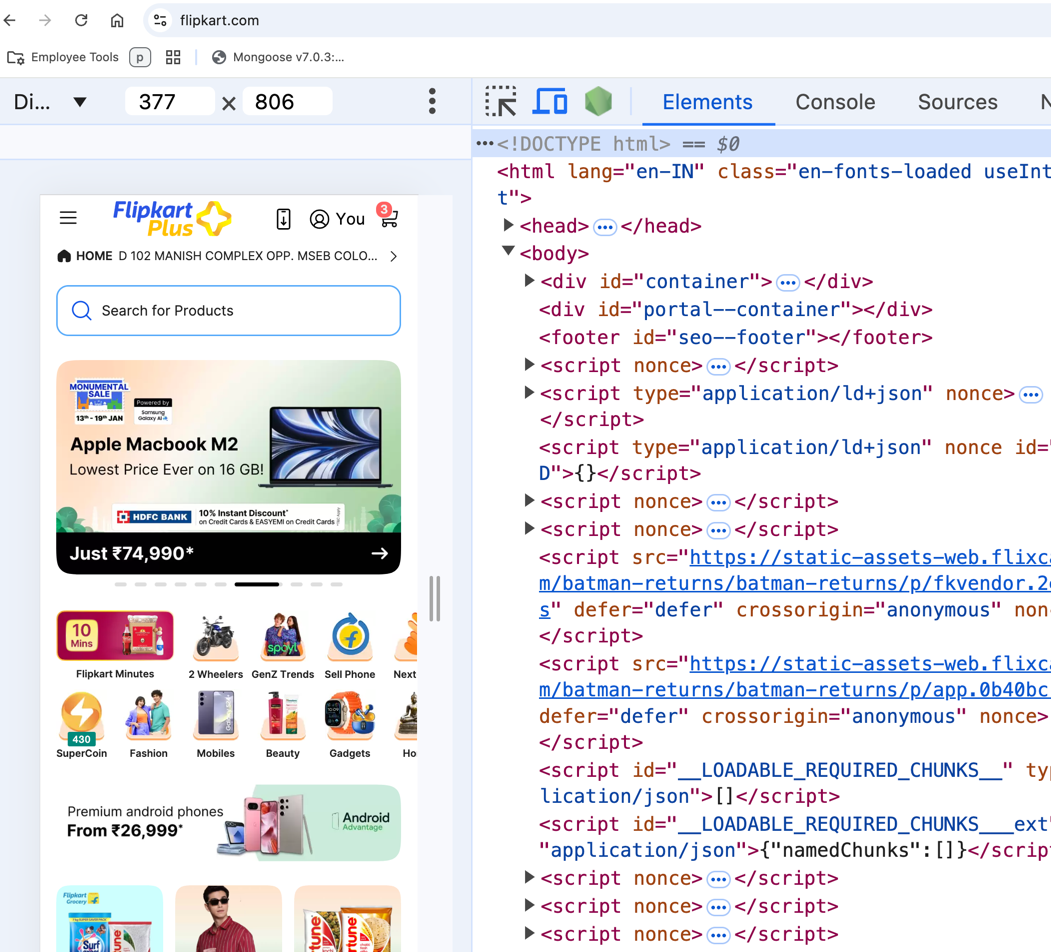 flipkart.com
Employee Tools
p
Mongoose v7.0.3:...
Di...
377 × 806
Elements Console Sources N
Flipkart
Plus
You
3
HOME D 102 MANISH COMPLEX OPP. MSEB COLO...
Search for Products
MONUMENTAL
SALE
13th - 19th JAN
Powered by
Samsung
Galaxy AI
Apple Macbook M2
Lowest Price Ever on 16 GB!
HDFC BANK
10% Instant Discount*
on Credit Cards & EASYEMI on Credit Cards
Just ₹74,990*
10
Mins
spoyl
Flipkart Minutes
2 Wheelers
GenZ Trends
Sell Phone
Next
430
SuperCoin
Fashion
Mobiles
Beauty
Gadgets
Ho
Premium android phones
From ₹26,999*
Android
Advantage
Flipkart
Grocery
Surf
tune
tune
tune
<!DOCTYPE html> == $0
<html lang="en-IN" class="en-fonts-loaded useInt
t">
<head>…</head>
<body>
<div id="container">…</div>
<div id="portal--container"></div>
<footer id="seo--footer"></footer>
<script nonce>…</script>
<script type="application/ld+json" nonce>…
</script>
<script type="application/ld+json" nonce id="
D">{}</script>
<script nonce>…</script>
<script nonce>…</script>
<script src="https://static-assets-web.flixca
m/batman-returns/batman-returns/p/fkvendor.2
s" defer="defer" crossorigin="anonymous" non
</script>
<script src="https://static-assets-web.flixca
m/batman-returns/batman-returns/p/app.0b40bc
defer="defer" crossorigin="anonymous" nonce>
</script>
<script id="__LOADABLE_REQUIRED_CHUNKS__" typ
lication/json">[]</script>
<script id="__LOADABLE_REQUIRED_CHUNKS___ext"
"application/json">{"namedChunks":[]}</scrip
<script nonce>…</script>
<script nonce>…</script>
<script nonce>…</script>